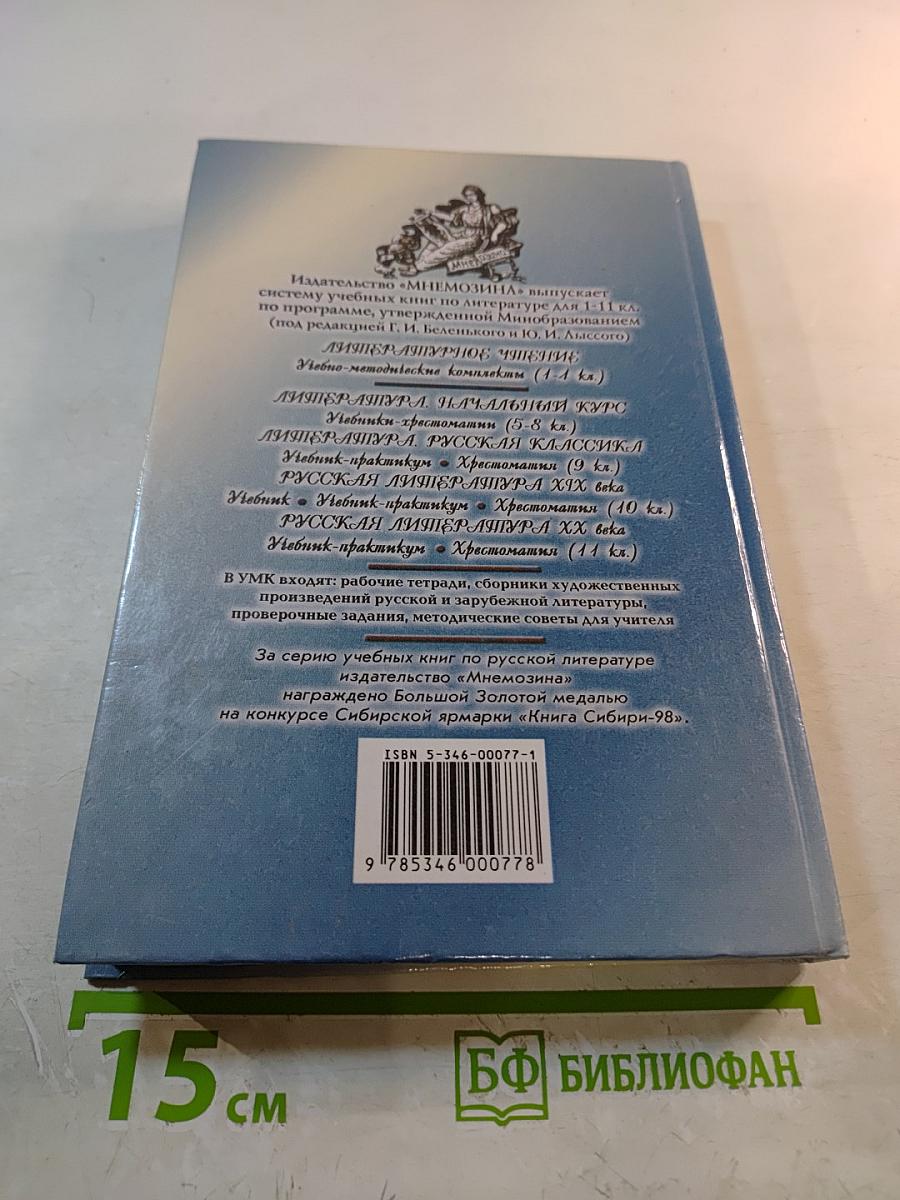 Мнемозина
Издательство «МНЕМОЗИНА» выпускает
систему учебных книг по литературе для 1-11 кл.
по программе, утвержденной Минобразованием
(под редакцией Г. И. Беленького и Ю. И. Лыссого)
ЛИТЕРАТУРНОЕ ЧТЕНИЕ
Учебно-методические комплекты (1-1 кл.)
ЛИТЕРАТУРА. НАЧАЛЬНЫЙ КУРС
Учебники-хрестоматии (5-8 кл.)
ЛИТЕРАТУРА. РУССКАЯ КЛАССИКА
Учебник-практикум • Хрестоматия (9 кл.)
РУССКАЯ ЛИТЕРАТУРА XIX века
Учебник • Учебник-практикум • Хрестоматия (10 кл.)
РУССКАЯ ЛИТЕРАТУРА XX века
Учебник-практикум • Хрестоматия (11 кл.)
В УМК входят: рабочие тетради, сборники художественных
произведений русской и зарубежной литературы,
проверочные задания, методические советы для учителя
За серию учебных книг по русской литературе
издательство «Мнемозина»
награждено Большой Золотой медалью
на конкурсе Сибирской ярмарки «Книга Сибири-98».
ISBN 5-346-00077-1
9 785346 000778
15 см
БФ БИБЛИОФАН